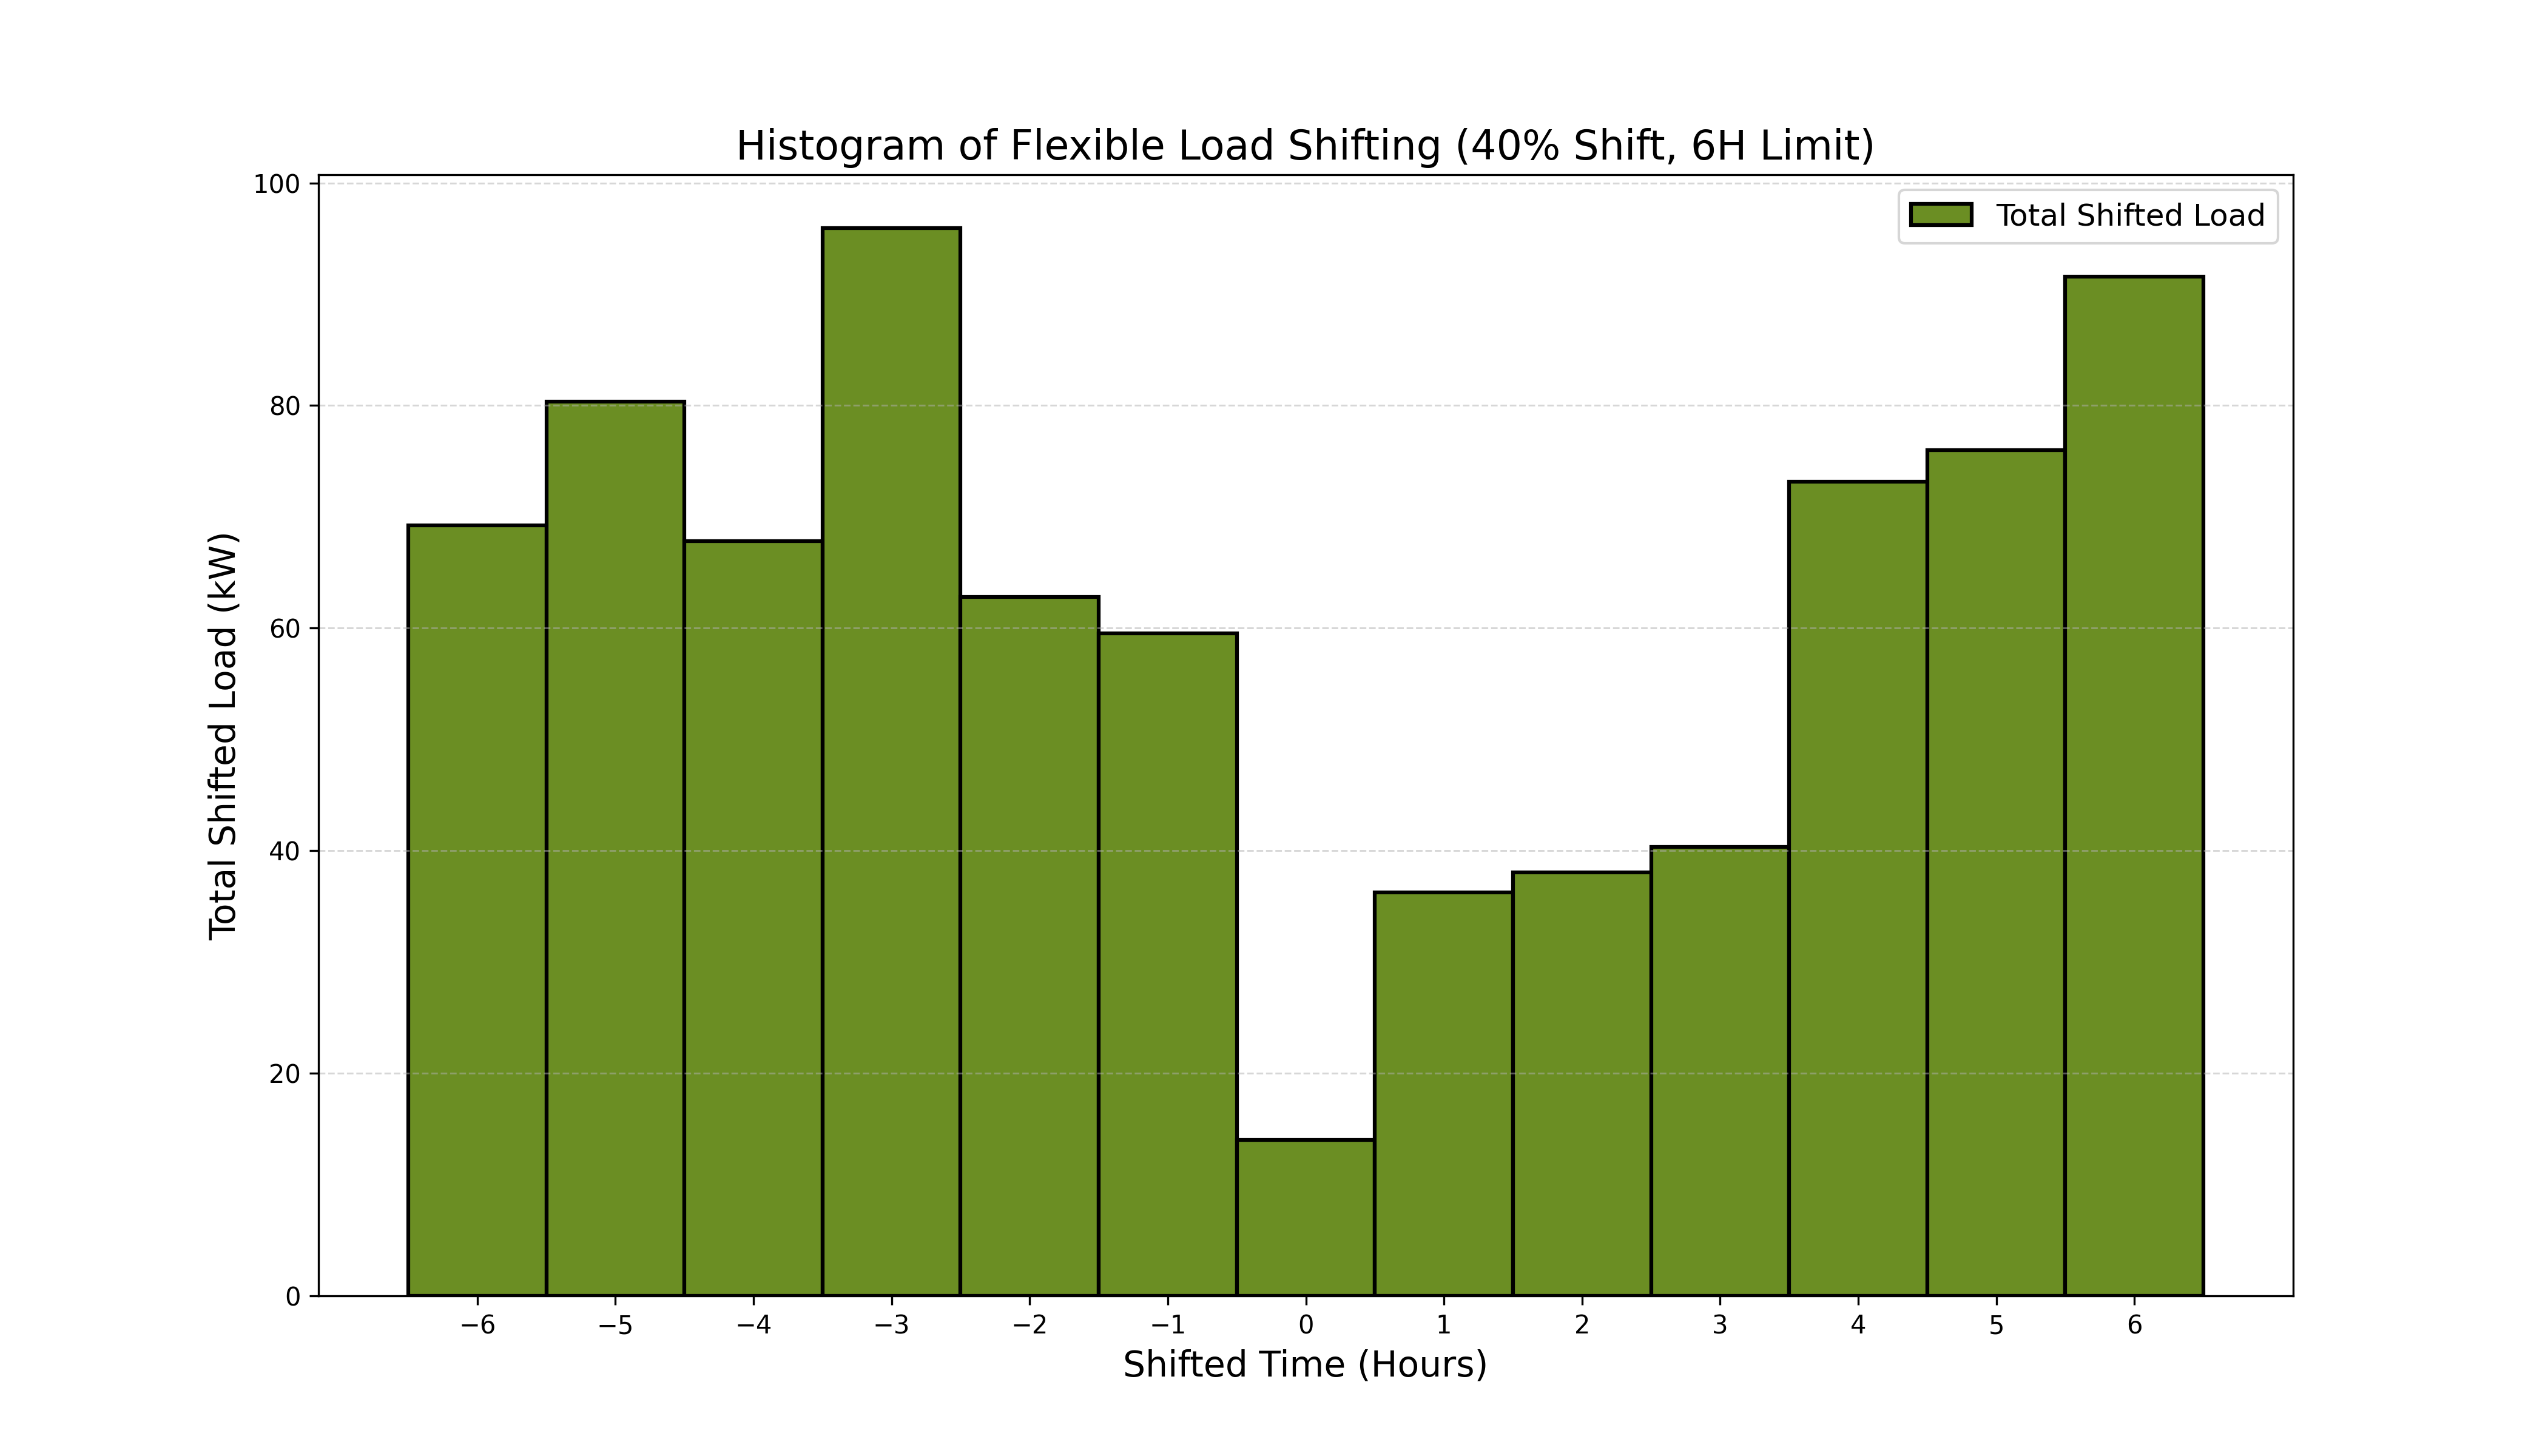 Histogram of Flexible Load Shifting (40% Shift, 6H Limit)
Total Shifted Load
Total Shifted Load (kW)
100
80
60
40
20
0
−6 −5 −4 −3 −2 −1 0 1 2 3 4 5 6
Shifted Time (Hours)